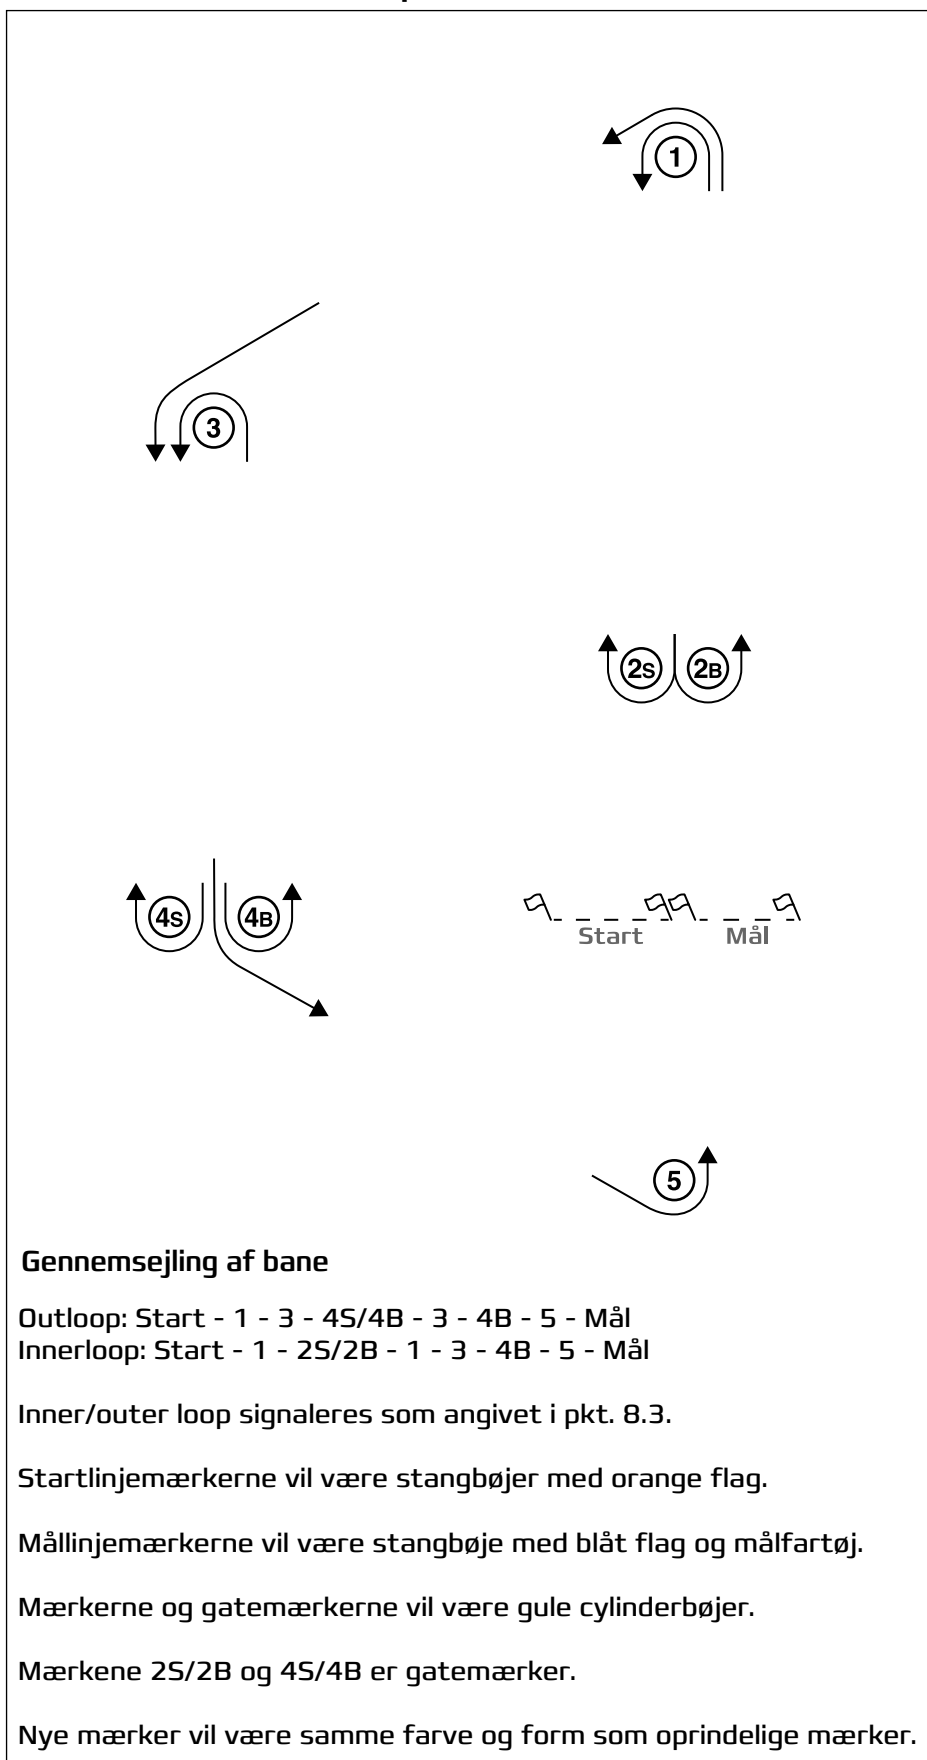 1
3
2S 2B
4S 4B
Start Mål
5
Gennemsejling af bane
Outloop: Start - 1 - 3 - 4S/4B - 3 - 4B - 5 - Mål
Innerloop: Start - 1 - 2S/2B - 1 - 3 - 4B - 5 - Mål
Inner/outer loop signaleres som angivet i pkt. 8.3.
Startlinjemærkerne vil være stangbøjer med orange flag.
Mållinjemærkerne vil være stangbøje med blåt flag og målfartøj.
Mærkerne og gatemærkerne vil være gule cylinderbøjer.
Mærkene 2S/2B og 4S/4B er gatemærker.
Nye mærker vil være samme farve og form som oprindelige mærker.